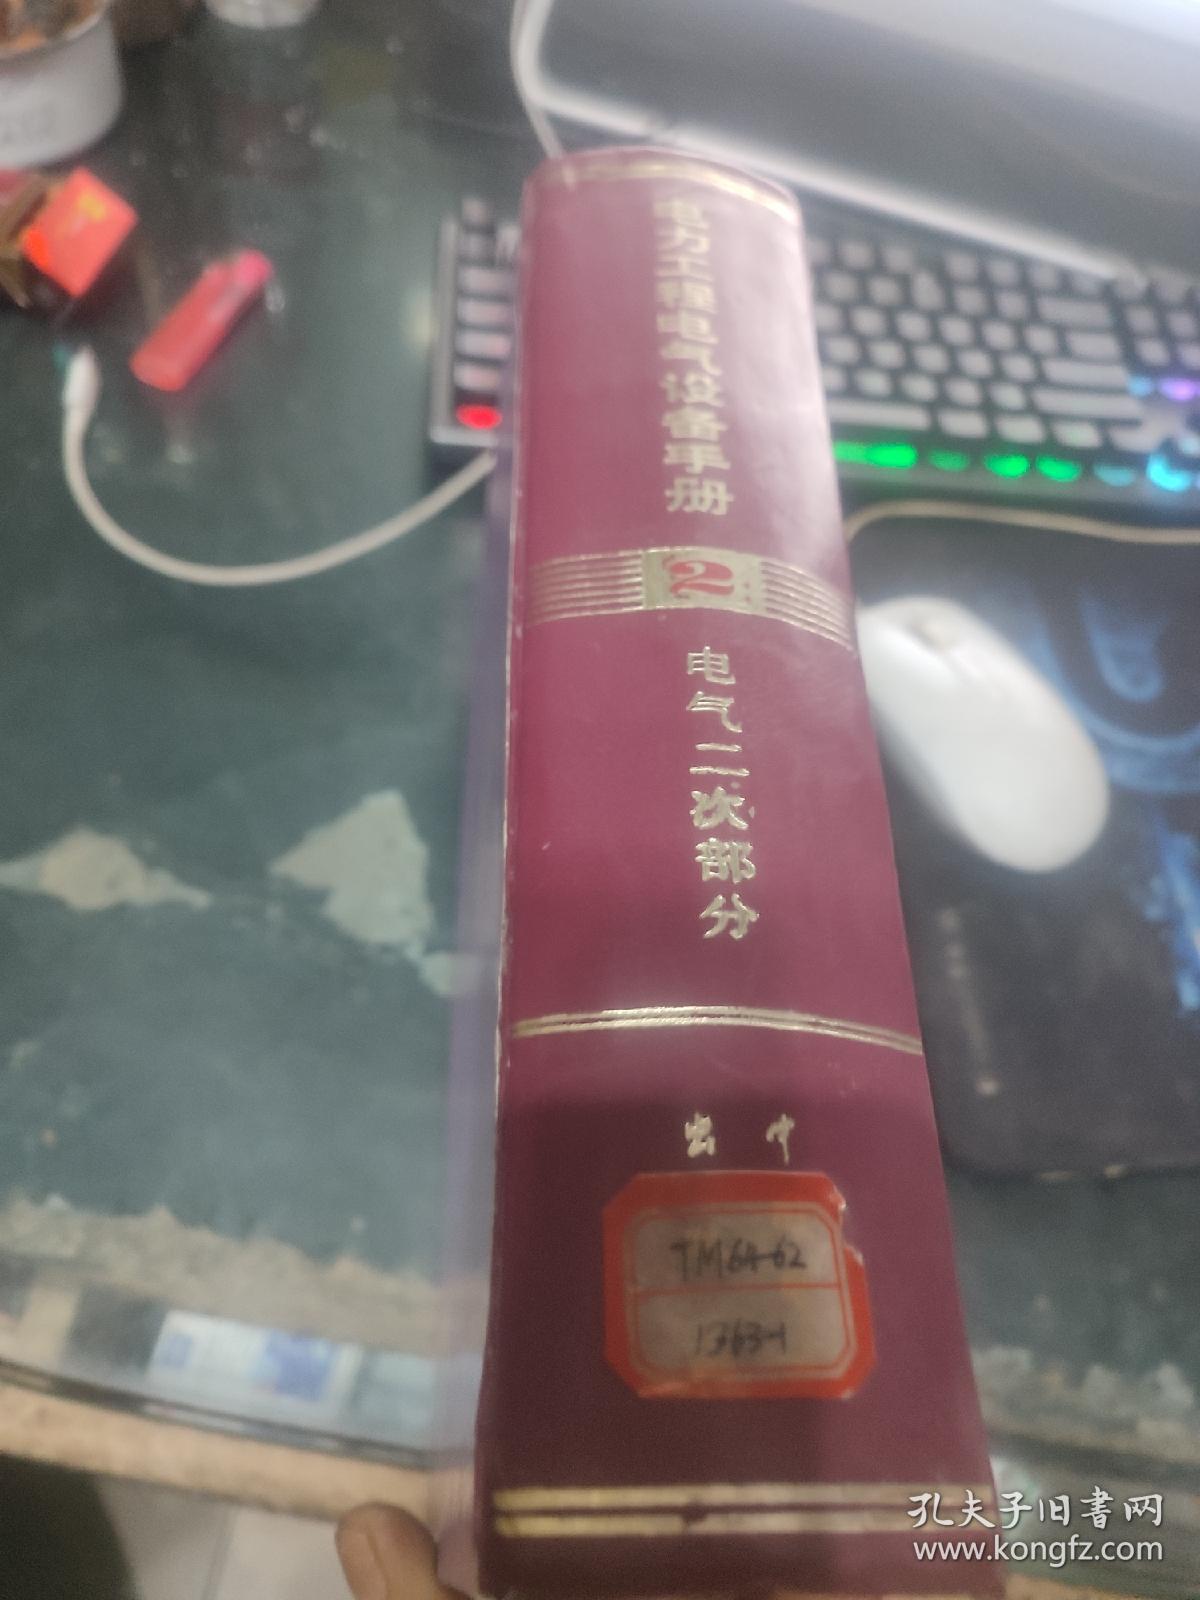 电力工程电气设备手册
2
电气二次部分
出 中
TM64-62
1363-1
孔夫子旧书网
www.kongfz.com